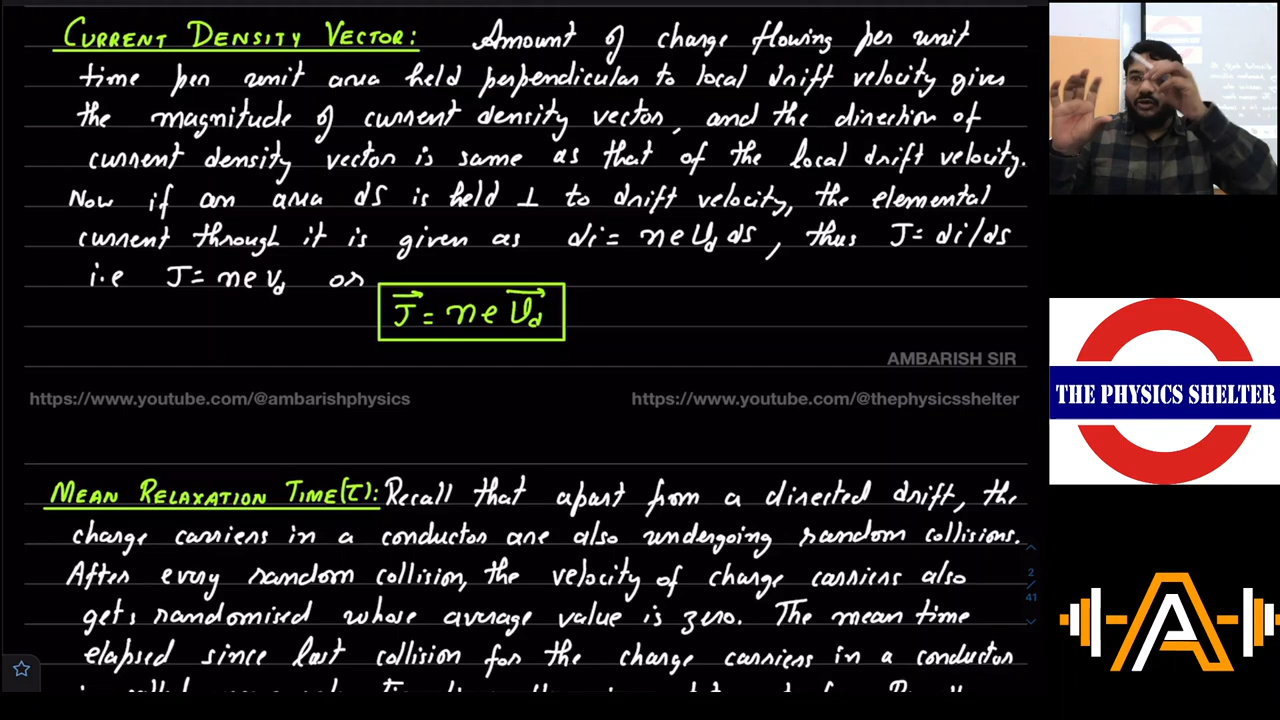 CURRENT DENSITY VECTOR: Amount of charge flowing per unit
time per unit area held perpendicular to local drift velocity gives
the magnitude of current density vector, and the direction of
current density vector is same as that of the local drift velocity.
Now if an area dS is held ⊥ to drift velocity, the elemental
current through it is given as di = neVd ds, thus J = di/ds
i.e J = neVd or
J⃗ = neV⃗d
AMBARISH SIR
https://www.youtube.com/@ambarishphysics https://www.youtube.com/@thephysicsshelter
THE PHYSICS SHELTER
MEAN RELAXATION TIME(τ): Recall that apart from a directed drift, the
charge carriers in a conductor are also undergoing random collisions.
After every random collision, the velocity of charge carriers also
gets randomised whose average value is zero. The mean time
elapsed since last collision for the charge carriers in a conductor
2
/
41
A